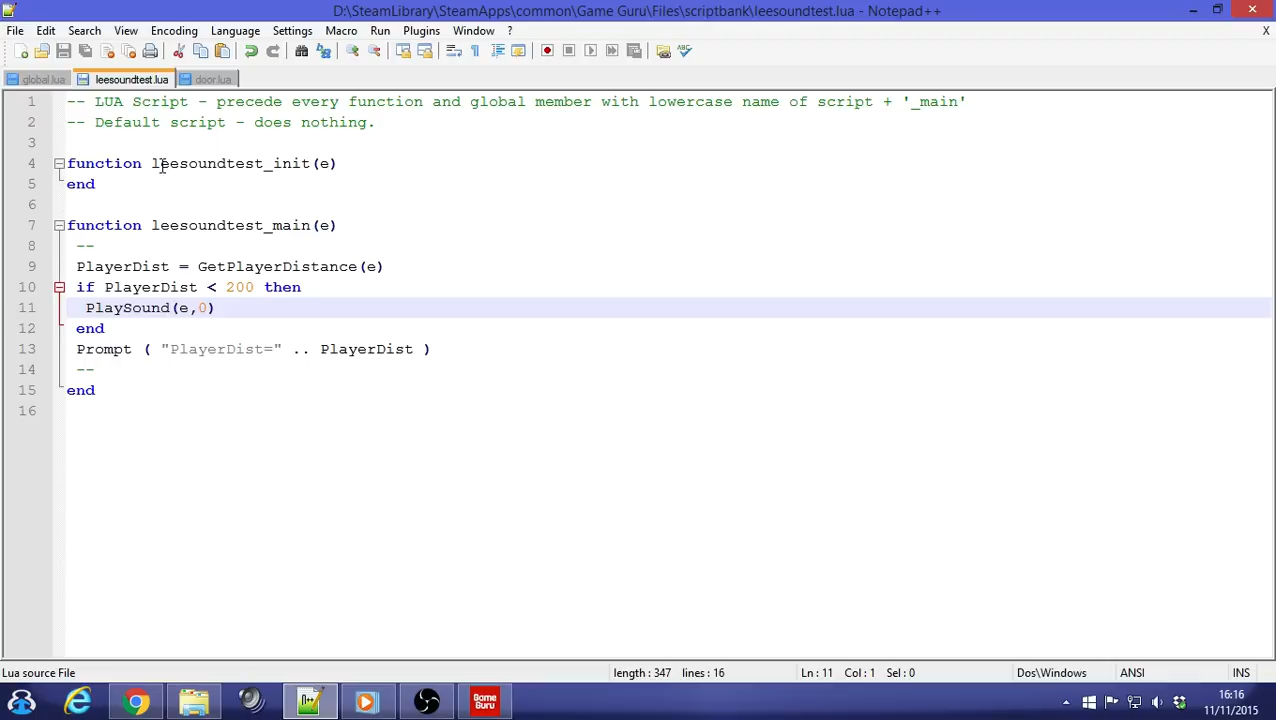 D:\SteamLibrary\SteamApps\common\Game Guru\Files\scriptbank\leesoundtest.lua - Notepad++
File Edit Search View Encoding Language Settings Macro Run Plugins Window ? X
global.lua leesoundtest.lua door.lua
1 -- LUA Script - precede every function and global member with lowercase name of script + '_main'
2 -- Default script - does nothing.
3
4 function leesoundtest_init(e)
5 end
6
7 function leesoundtest_main(e)
8 --
9 PlayerDist = GetPlayerDistance(e)
10 if PlayerDist < 200 then
11 PlaySound(e,0)
12 end
13 Prompt ( "PlayerDist=" .. PlayerDist )
14 --
15 end
16
Lua source File length : 347 lines : 16 Ln : 11 Col : 1 Sel : 0 Dos\Windows ANSI INS
GAME GURU
16:16
11/11/2015